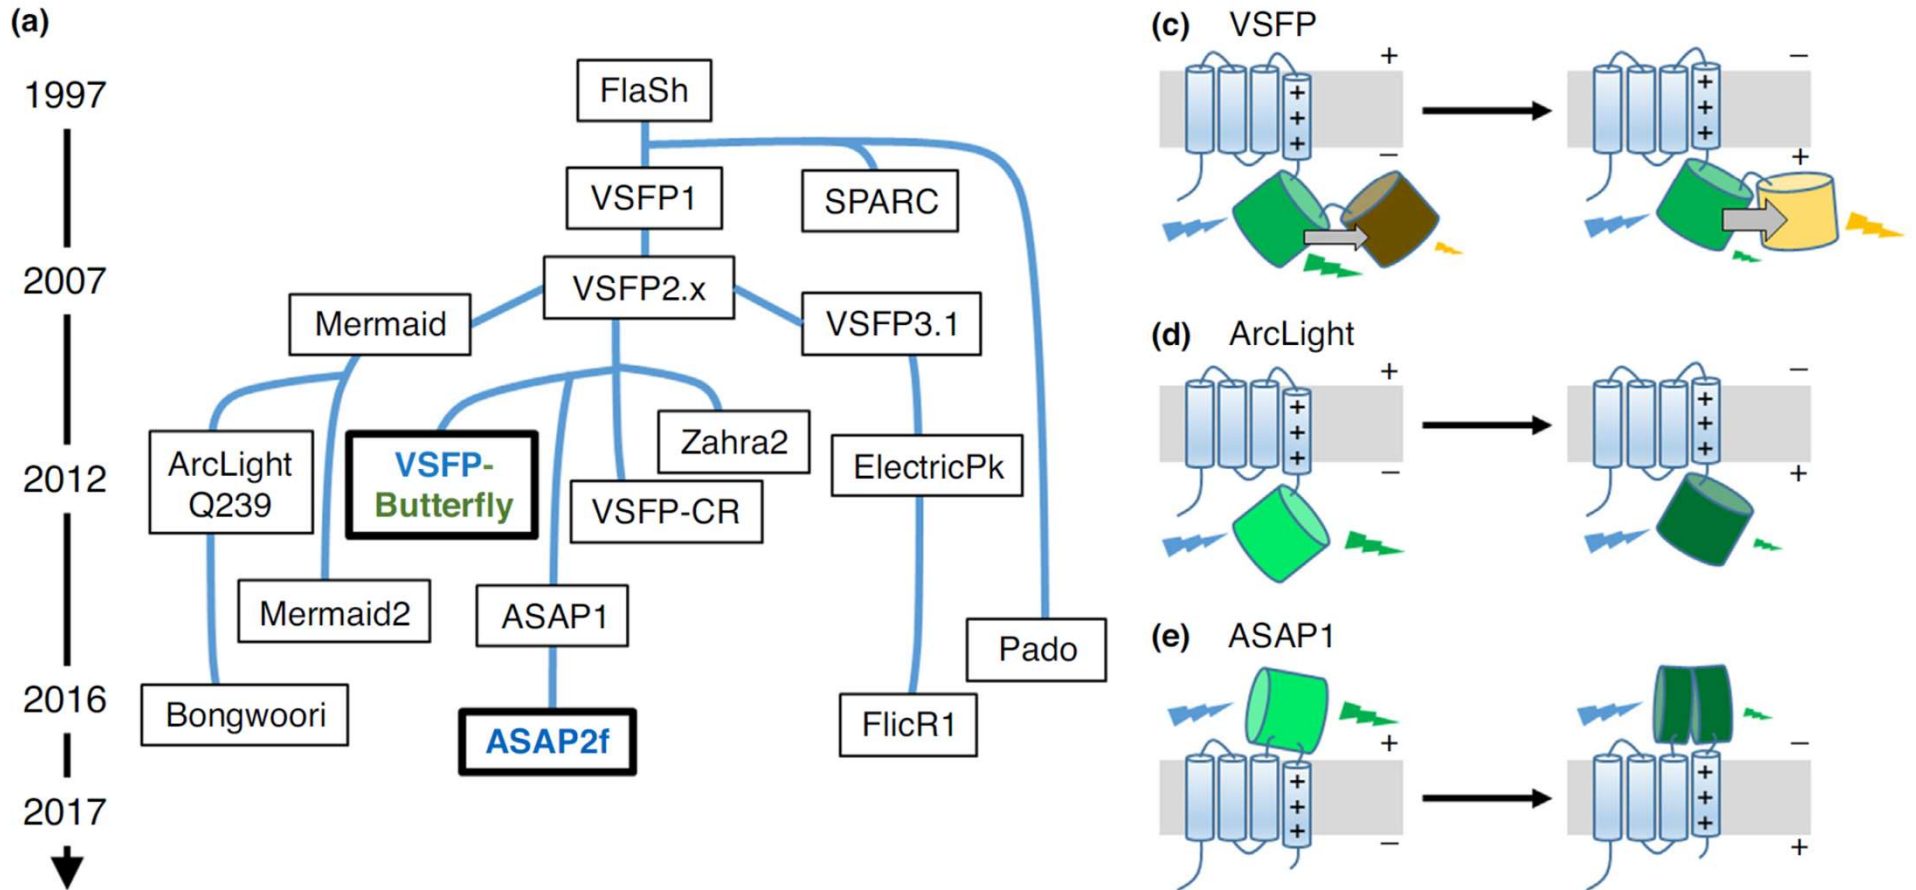 (a)
1997
2007
2012
2016
2017
FlaSh
VSFP1
SPARC
VSFP2.x
Mermaid
VSFP3.1
ArcLight
Q239
VSFP-
Butterfly
Zahra2
VSFP-CR
ElectricPk
Mermaid2
ASAP1
Pado
Bongwoori
ASAP2f
FlicR1
(c) VSFP
+
+
+
+
−
−
+
+
+
+
(d) ArcLight
+
+
+
+
−
−
+
+
+
+
(e) ASAP1
+
+
+
+
−
−
+
+
+
+